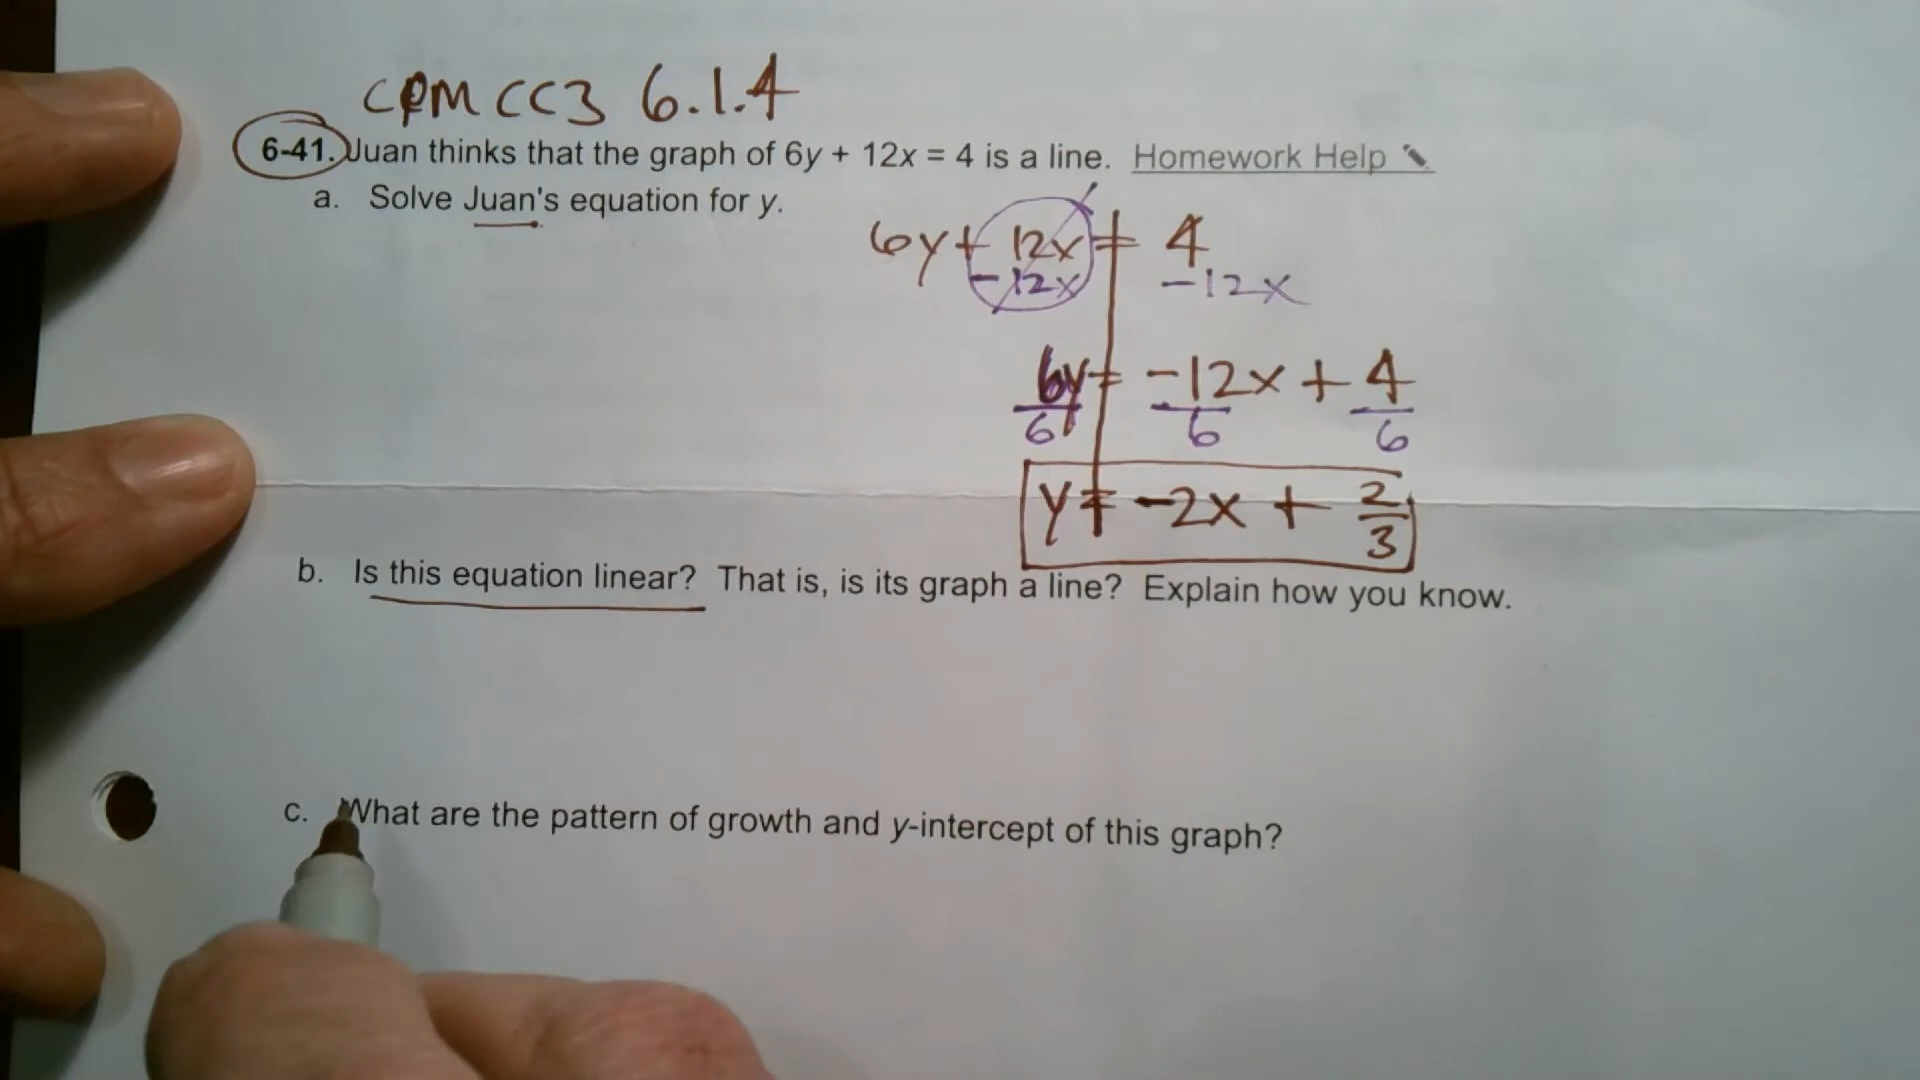 CPM CC3 6.1.4
6-41. Juan thinks that the graph of 6y + 12x = 4 is a line. Homework Help ✎
a. Solve Juan's equation for y.
6y + 12x = 4
-12x -12x
6y = -12x + 4
6 6 6
y = -2x + 2/3
b. Is this equation linear? That is, is its graph a line? Explain how you know.
c. What are the pattern of growth and y-intercept of this graph?